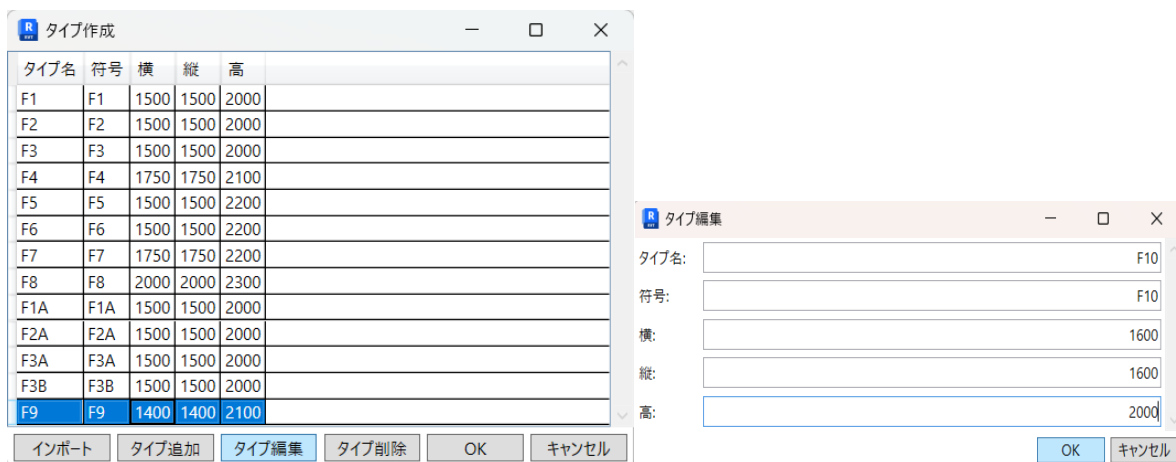 タイプ作成
タイプ名 符号 横 縦 高
F1 F1 1500 1500 2000
F2 F2 1500 1500 2000
F3 F3 1500 1500 2000
F4 F4 1750 1750 2100
F5 F5 1500 1500 2200
F6 F6 1500 1500 2200
F7 F7 1750 1750 2200
F8 F8 2000 2000 2300
F1A F1A 1500 1500 2000
F2A F2A 1500 1500 2000
F3A F3A 1500 1500 2000
F3B F3B 1500 1500 2000
F9 F9 1400 1400 2100
インポート タイプ追加 タイプ編集 タイプ削除 OK キャンセル
タイプ編集
タイプ名: F10
符号: F10
横: 1600
縦: 1600
高: 2000
OK キャンセル